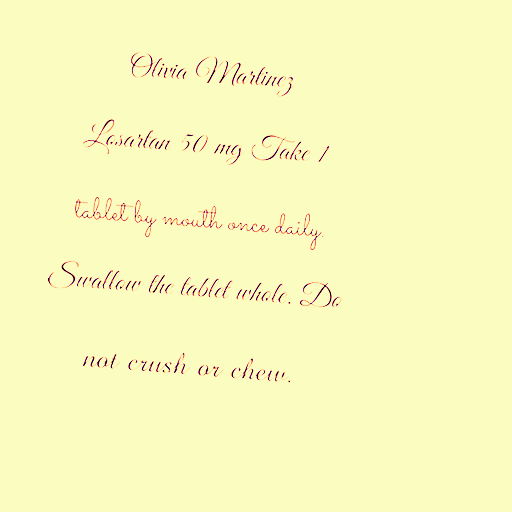 Olivia Martinez
Losartan 50 mg Take 1
tablet by mouth once daily.
Swallow the tablet whole. Do
not crush or chew.